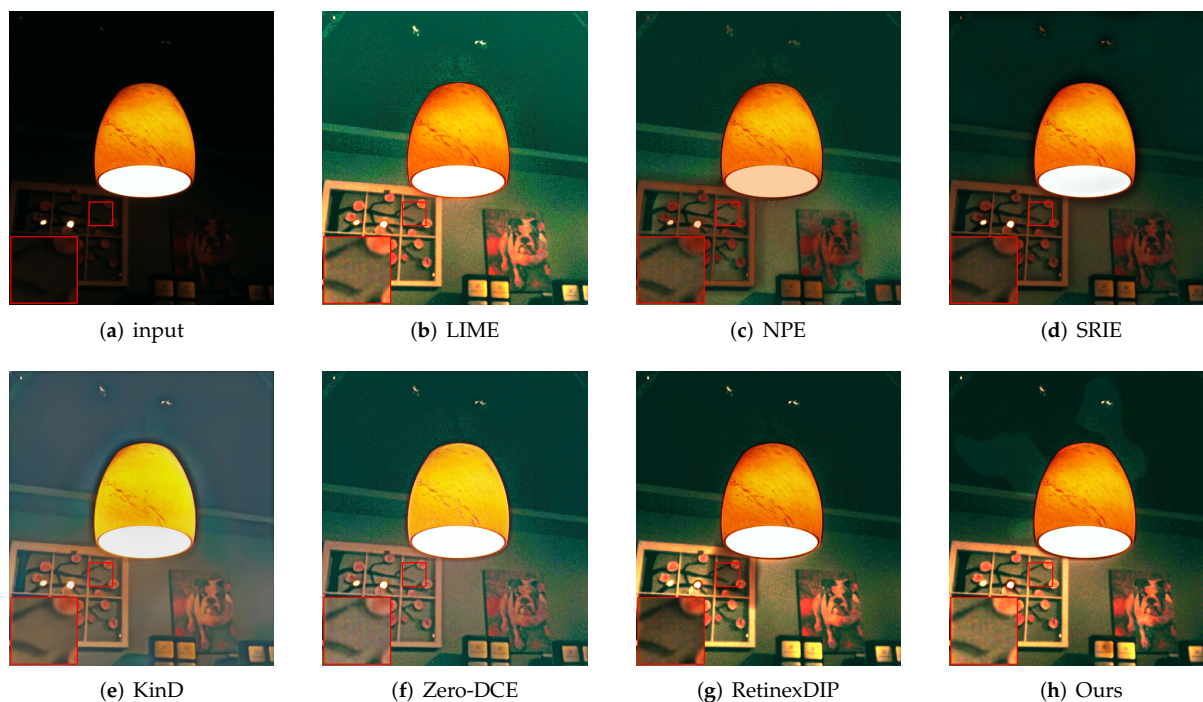 (a) input
(b) LIME
(c) NPE
(d) SRIE
(e) KinD
(f) Zero-DCE
(g) RetinexDIP
(h) Ours